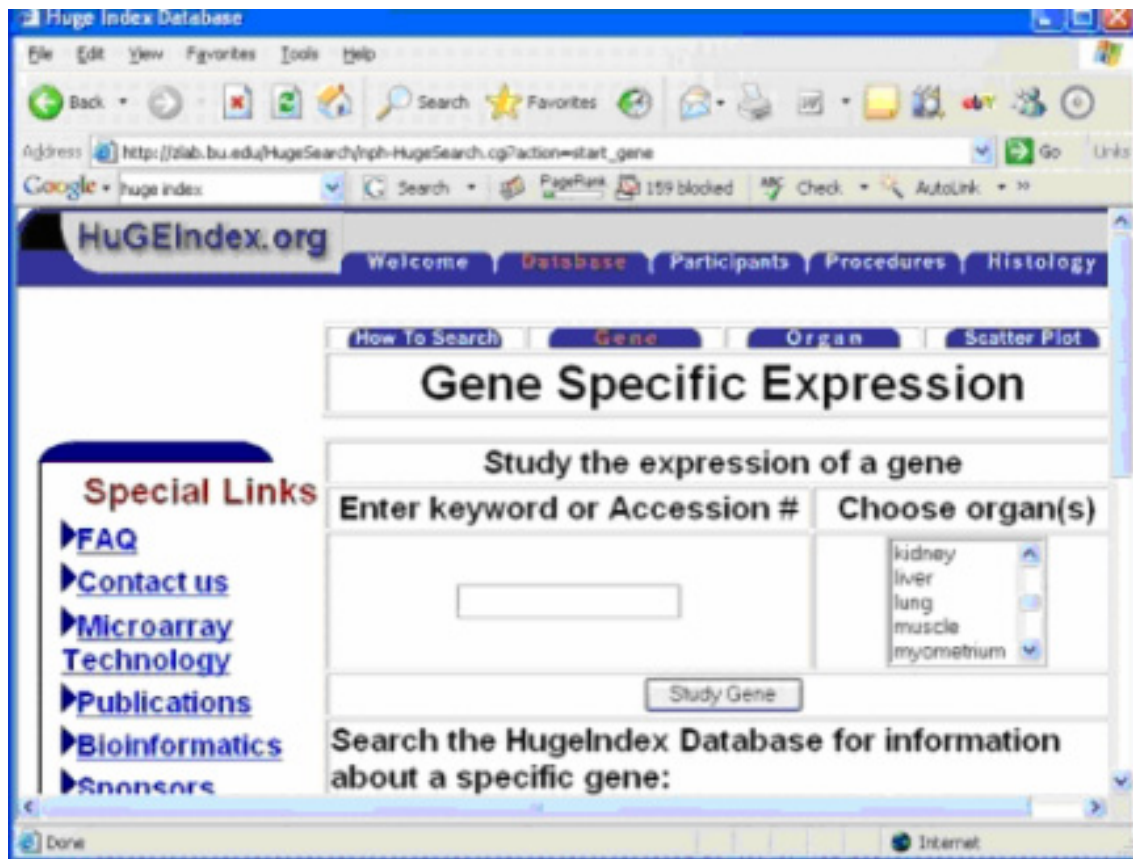 Huge Index Database
File Edit View Favorites Tools Help
Back Search Favorites
Address http://zlab.bu.edu/HugeSearch/nph-HugeSearch.cgi?action=start_gene Go Links
Google huge index Search PageRank 159 blocked ABC Check AutoLink »
HuGEIndex.org
Welcome Database Participants Procedures Histology
How To Search Gene Organ Scatter Plot
Gene Specific Expression
Study the expression of a gene
Special Links
Enter keyword or Accession # Choose organ(s)
FAQ
Contact us
Microarray
Technology
Publications
Bioinformatics
Sponsors
kidney
liver
lung
muscle
myometrium
Study Gene
Search the HugeIndex Database for information
about a specific gene:
Done Internet